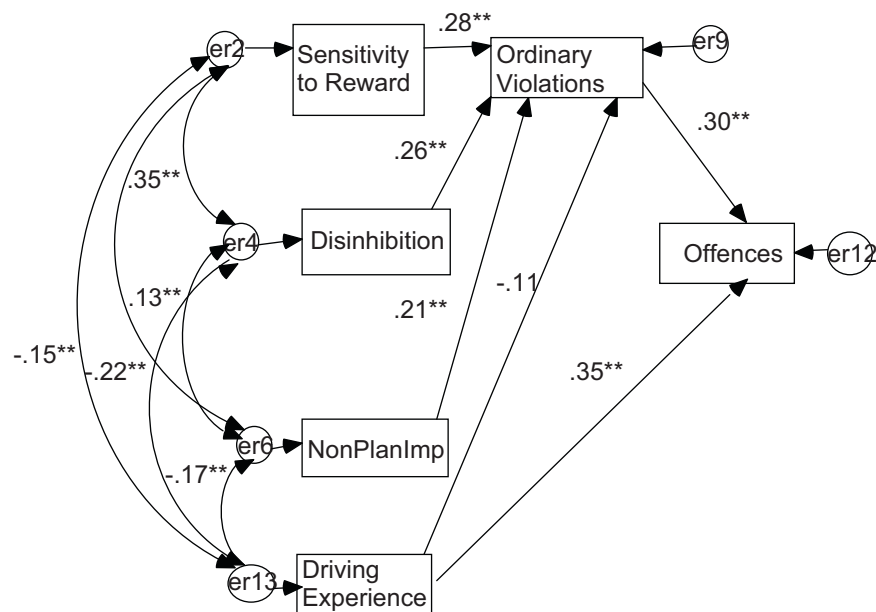 er2
Sensitivity
to Reward
.28**
Ordinary
Violations
er9
.30**
.26**
.35**
er4
Disinhibition
Offences
er12
-.11
.13**
.21**
-.15**
-.22**
.35**
er6
NonPlanImp
-.17**
er13
Driving
Experience